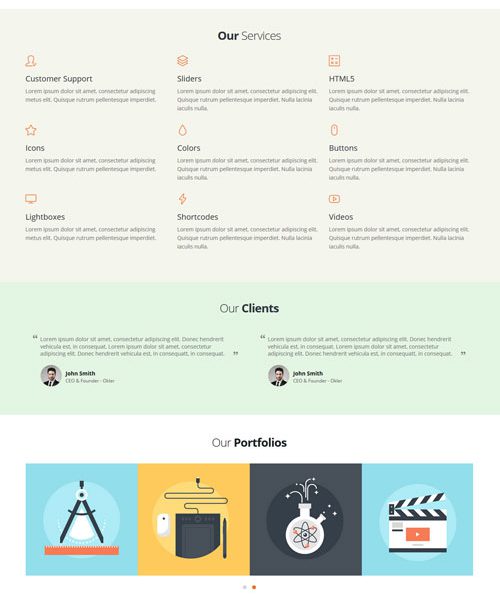 Our Services
Customer Support
Lorem ipsum dolor sit amet, consectetur adipiscing
metus elit. Quisque rutrum pellentesque imperdiet.
Sliders
Lorem ipsum dolor sit amet, consectetur adipiscing
elit. Quisque rutrum pellentesque imperdiet. Nulla lacinia
iaculis nulla.
HTML5
Lorem ipsum dolor sit amet, consectetur adipiscing
elit. Quisque rutrum pellentesque imperdiet. Nulla lacinia
iaculis nulla.
Icons
Lorem ipsum dolor sit amet, consectetur adipiscing
metus elit. Quisque rutrum pellentesque imperdiet.
Colors
Lorem ipsum dolor sit amet, consectetur adipiscing
elit. Quisque rutrum pellentesque imperdiet. Nulla lacinia
iaculis nulla.
Buttons
Lorem ipsum dolor sit amet, consectetur adipiscing
elit. Quisque rutrum pellentesque imperdiet. Nulla lacinia
iaculis nulla.
Lightboxes
Lorem ipsum dolor sit amet, consectetur adipiscing
metus elit. Quisque rutrum pellentesque imperdiet.
Shortcodes
Lorem ipsum dolor sit amet, consectetur adipiscing
elit. Quisque rutrum pellentesque imperdiet. Nulla lacinia
iaculis nulla.
Videos
Lorem ipsum dolor sit amet, consectetur adipiscing
elit. Quisque rutrum pellentesque imperdiet. Nulla lacinia
iaculis nulla.
Our Clients
“ Lorem ipsum dolor sit amet, consectetur adipiscing elit. Donec hendrerit
vehicula est, in consequat. Lorem ipsum dolor sit amet, consectetur
adipiscing elit. Donec hendrerit vehicula est, in consequat, in consequat. ”
John Smith
CEO & Founder - Okler
“ Lorem ipsum dolor sit amet, consectetur adipiscing elit. Donec hendrerit
vehicula est, in consequat. Lorem ipsum dolor sit amet, consectetur
adipiscing elit. Donec hendrerit vehicula est, in consequat, in consequat. ”
John Smith
CEO & Founder - Okler
Our Portfolios